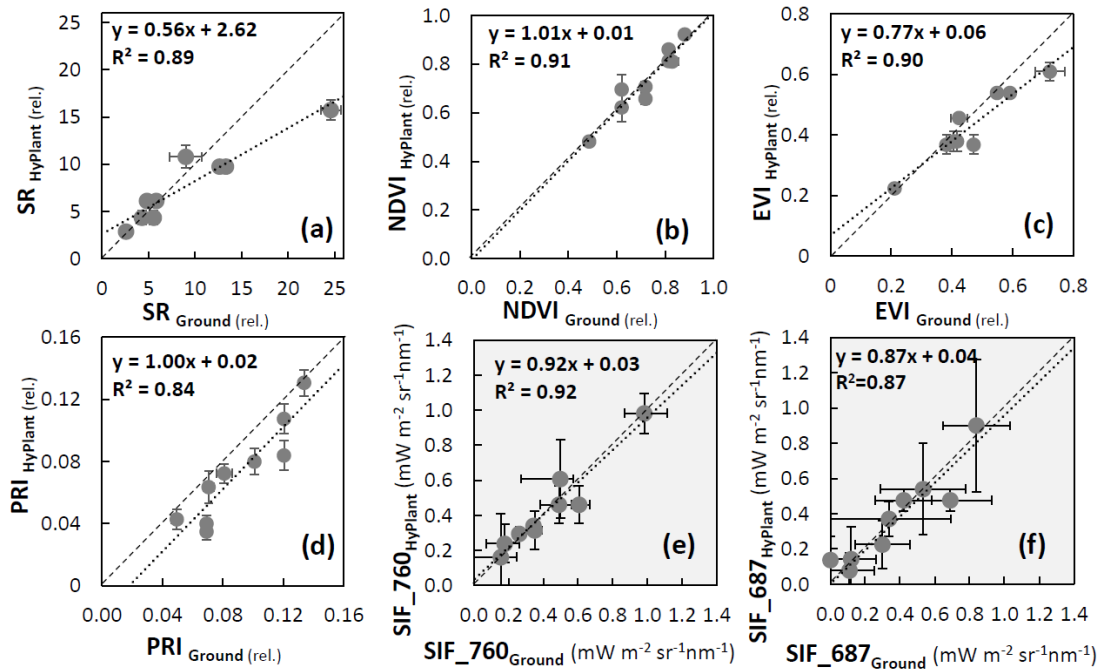 y = 0.56x + 2.62
R² = 0.89
25
20
15
10
5
0
0 5 10 15 20 25
SR HyPlant (rel.)
SR Ground (rel.)
(a)
y = 1.01x + 0.01
R² = 0.91
1.0
0.8
0.6
0.4
0.2
0.0
0.0 0.2 0.4 0.6 0.8 1.0
NDVI HyPlant (rel.)
NDVI Ground (rel.)
(b)
y = 0.77x + 0.06
R² = 0.90
0.8
0.6
0.4
0.2
0
0 0.2 0.4 0.6 0.8
EVI HyPlant (rel.)
EVI Ground (rel.)
(c)
y = 1.00x + 0.02
R² = 0.84
0.16
0.12
0.08
0.04
0
0.00 0.04 0.08 0.12 0.16
PRI HyPlant (rel.)
PRI Ground (rel.)
(d)
y = 0.92x + 0.03
R² = 0.92
1.4
1.2
1.0
0.8
0.6
0.4
0.2
0.0
0.0 0.2 0.4 0.6 0.8 1.0 1.2 1.4
SIF_760HyPlant (mW m-2 sr-1nm-1)
SIF_760Ground (mW m-2 sr-1nm-1)
(e)
y = 0.87x + 0.04
R²=0.87
1.4
1.2
1.0
0.8
0.6
0.4
0.2
0.0
0.0 0.2 0.4 0.6 0.8 1.0 1.2 1.4
SIF_687HyPlant (mW m-2 sr-1nm-1)
SIF_687Ground (mW m-2 sr-1nm-1)
(f)